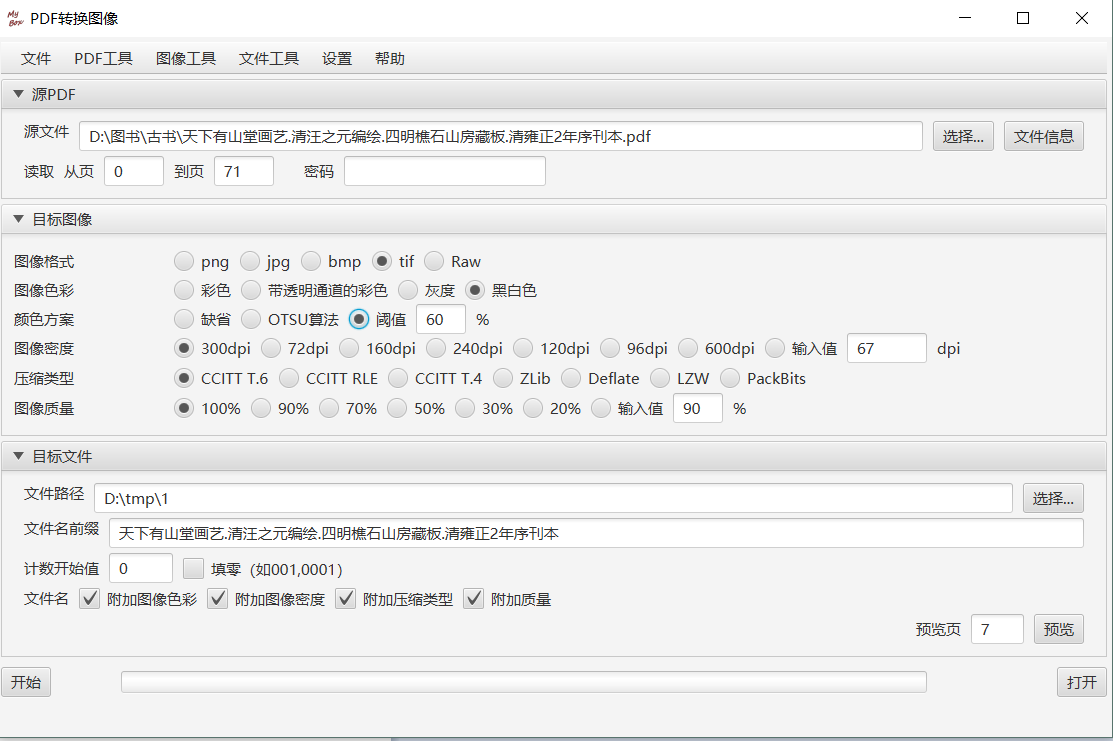 My Box PDF转换图像
文件 PDF工具 图像工具 文件工具 设置 帮助
源PDF
源文件 D:\图书\古书\天下有山堂画艺.清汪之元编绘.四明樵石山房藏板.清雍正2年序刊本.pdf 选择... 文件信息
读取 从页 0 到页 71 密码
目标图像
图像格式 png jpg bmp tif Raw
图像色彩 彩色 带透明通道的彩色 灰度 黑白色
颜色方案 缺省 OTSU算法 阈值 60 %
图像密度 300dpi 72dpi 160dpi 240dpi 120dpi 96dpi 600dpi 输入值 67 dpi
压缩类型 CCITT T.6 CCITT RLE CCITT T.4 ZLib Deflate LZW PackBits
图像质量 100% 90% 70% 50% 30% 20% 输入值 90 %
目标文件
文件路径 D:\tmp\1 选择...
文件名前缀 天下有山堂画艺.清汪之元编绘.四明樵石山房藏板.清雍正2年序刊本
计数开始值 0 填零（如001,0001）
文件名 附加图像色彩 附加图像密度 附加压缩类型 附加质量
预览页 7 预览
开始 打开